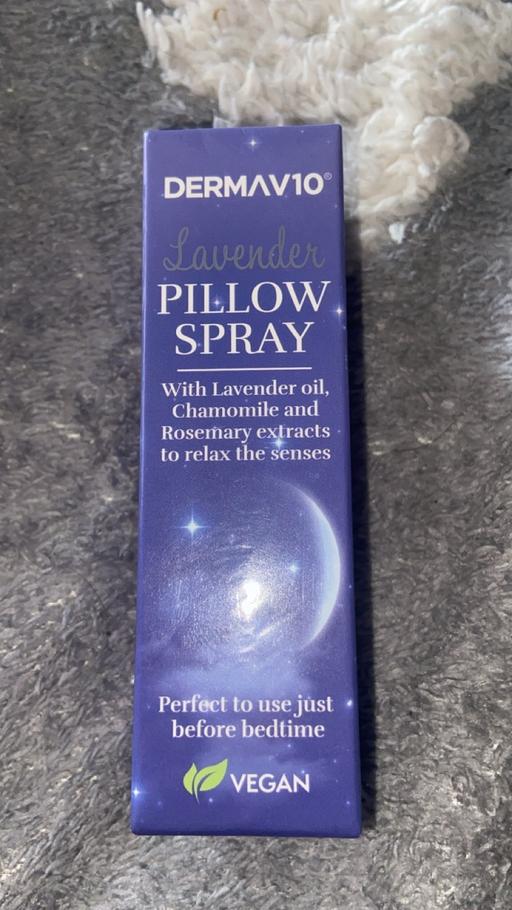 DERMAV10®
Lavender
PILLOW
SPRAY
With Lavender oil,
Chamomile and
Rosemary extracts
to relax the senses
Perfect to use just
before bedtime
VEGAN